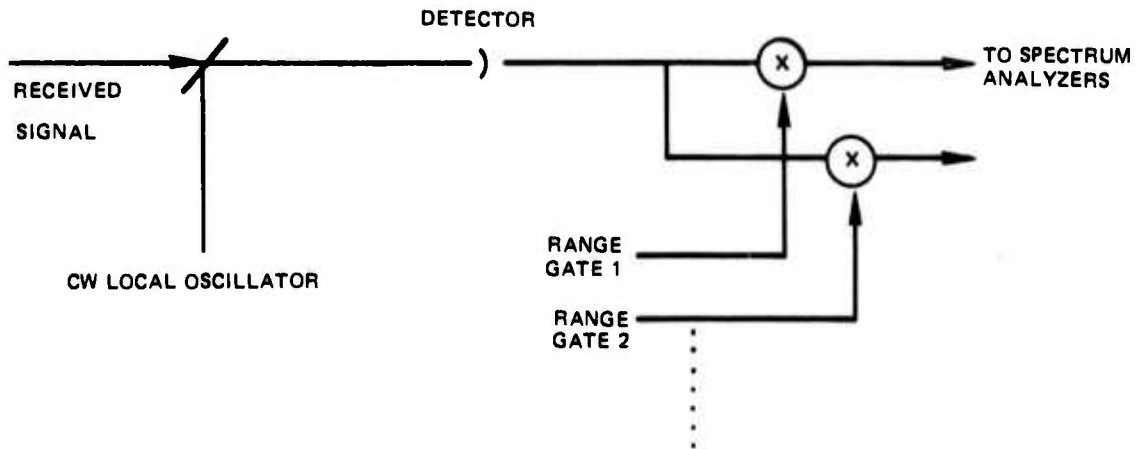 DETECTOR
RECEIVED
SIGNAL
X
TO SPECTRUM
ANALYZERS
X
RANGE
GATE 1
CW LOCAL OSCILLATOR
RANGE
GATE 2